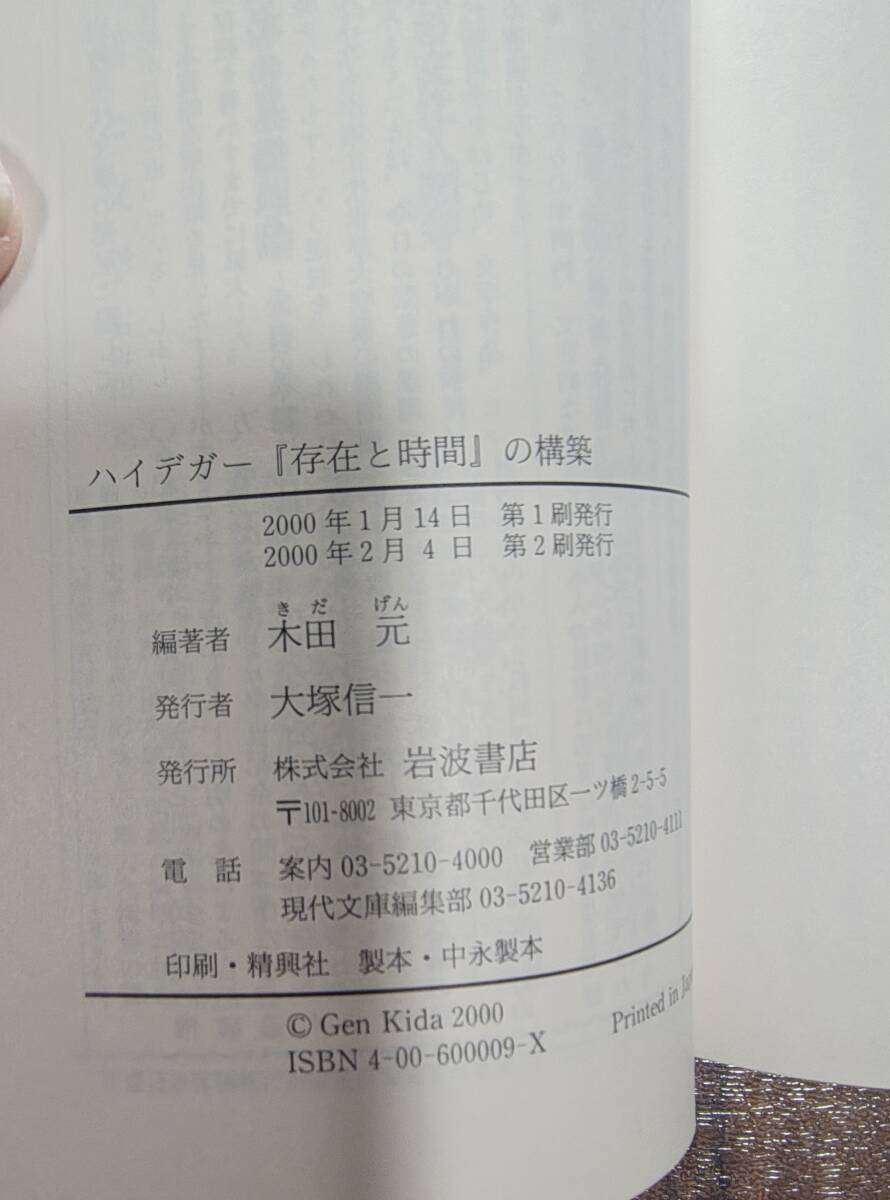 ハイデガー『存在と時間』の構築
2000年1月14日　第1刷発行
2000年2月4日　第2刷発行
きだ　げん
編著者　木田　元
発行者　大塚信一
発行所　株式会社　岩波書店
〒101-8002　東京都千代田区一ツ橋2-5-5
電　話　案内 03-5210-4000　営業部 03-5210-4111
現代文庫編集部 03-5210-4136
印刷・精興社　製本・中永製本
© Gen Kida 2000
ISBN 4-00-600009-X
Printed in